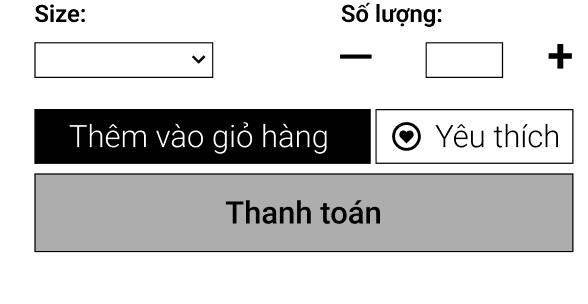 Size: Số lượng:
Thêm vào giỏ hàng Yêu thích
Thanh toán